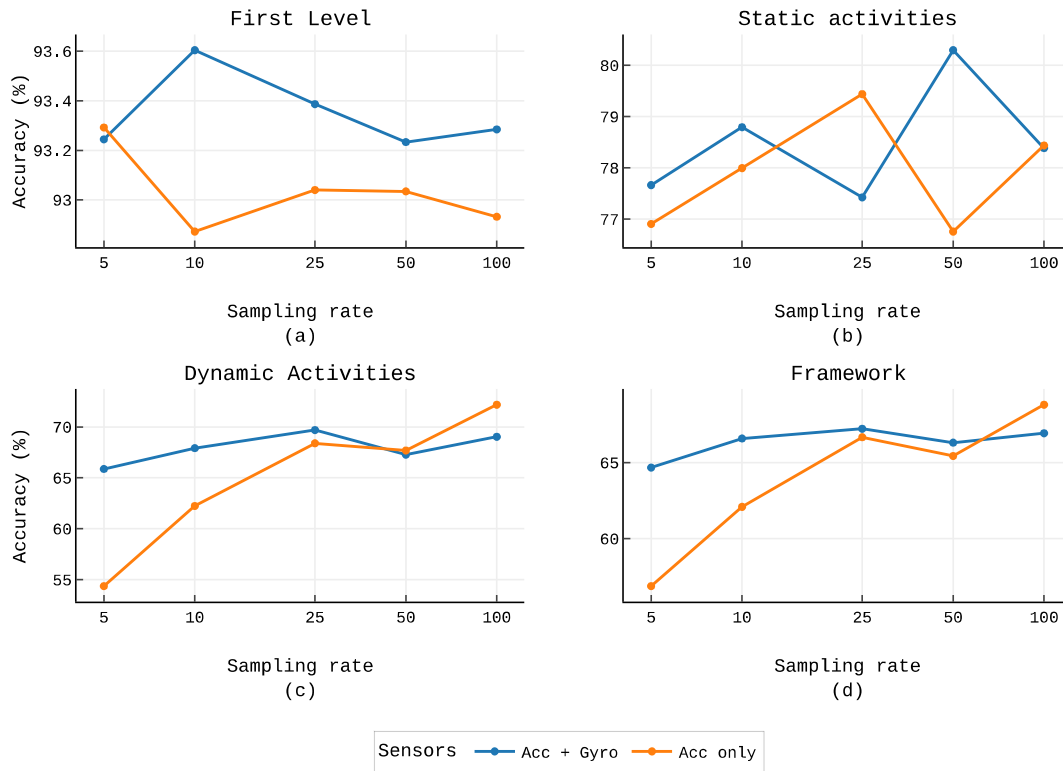 First Level
Accuracy (%)
93.6
93.4
93.2
93
5 10 25 50 100
Sampling rate
(a)
Static activities
80
79
78
77
5 10 25 50 100
Sampling rate
(b)
Dynamic Activities
Accuracy (%)
70
65
60
55
5 10 25 50 100
Sampling rate
(c)
Framework
65
60
5 10 25 50 100
Sampling rate
(d)
Sensors Acc + Gyro Acc only